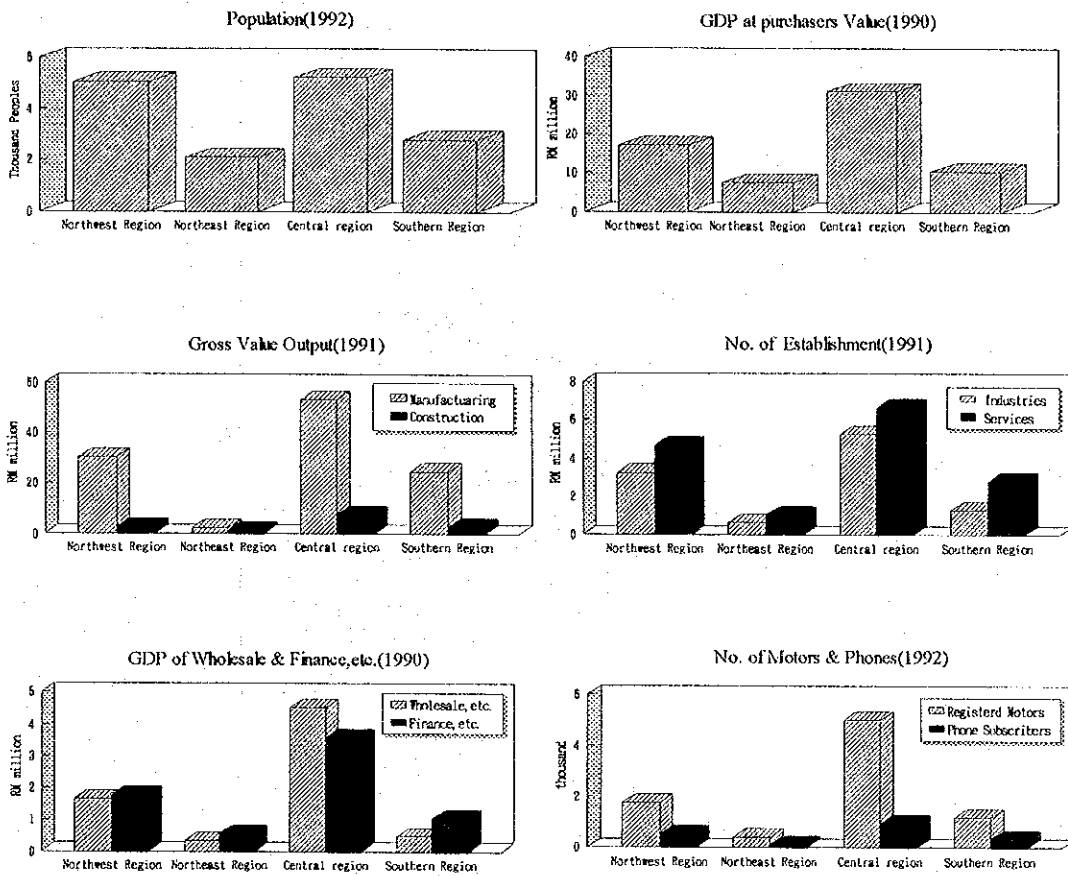 Population(1992)
6
4
2
0
Thousand Peoples
Northwest Region Northeast Region Central region Southern Region
GDP at purchasers Value(1990)
40
30
20
10
0
RM million
Northwest Region Northeast Region Central region Southern Region
Gross Value Output(1991)
60
40
20
0
RM million
Manufactuaring
Construction
Northwest Region Northeast Region Central region Southern Region
No. of Establishment(1991)
8
6
4
2
0
RM million
Industries
Services
Northwest Region Northeast Region Central region Southern Region
GDP of Wholesale & Finance,etc.(1990)
5
4
3
2
1
0
RM million
Wholesale, etc.
Finance, etc.
Northwest Region Northeast Region Central region Southern Region
No. of Motors & Phones(1992)
6
4
2
0
thousand
Registerd Motors
Phone Subscriters
Northwest Region Northeast Region Central region Southern Region